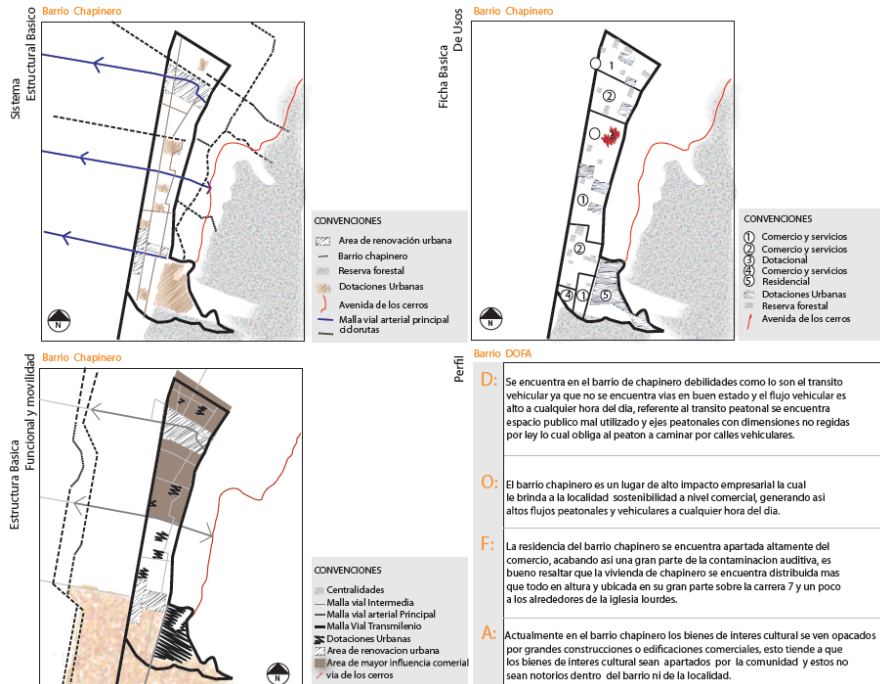 Barrio Chapinero
Sistema
Estructural Basico
N
CONVENCIONES
Area de renovación urbana
Barrio chapinero
Reserva forestal
Dotaciones Urbanas
Avenida de los cerros
Malla vial arterial principal
ciclorutas
Barrio Chapinero
Ficha Basica
De Usos
1
2
3
1
2
4
1
5
N
CONVENCIONES
1 Comercio y servicios
2 Comercio y servicios
3 Dotacional
4 Comercio y servicios
5 Residencial
Dotaciones Urbanas
Reserva forestal
Avenida de los cerros
Barrio Chapinero
Estructura Basica
Funcional y movilidad
N
CONVENCIONES
Centralidades
Malla vial Intermedia
Malla vial arterial Principal
Malla Vial Transmilenio
Dotaciones Urbanas
Area de renovacion urbana
Area de mayor influencia comerial
via de los cerros
Barrio DOFA
Perfil
D: Se encuentra en el barrio de chapinero debilidades como lo son el transito
vehicular ya que no se encuentra vias en buen estado y el flujo vehicular es
alto a cualquier hora del dia, referente al transito peatonal se encuentra
espacio publico mal utilizado y ejes peatonales con dimensiones no regidas
por ley lo cual obliga al peaton a caminar por calles vehiculares.
O: El barrio chapinero es un lugar de alto impacto empresarial la cual
le brinda a la localidad sostenibilidad a nivel comercial, generando asi
altos flujos peatonales y vehiculares a cualquier hora del dia.
F: La residencia del barrio chapinero se encuentra apartada altamente del
comercio, acabando asi una gran parte de la contaminacion auditiva, es
bueno resaltar que la vivienda de chapinero se encuentra distribuida mas
que todo en altura y ubicada en su gran parte sobre la carrera 7 y un poco
a los alrededores de la iglesia lourdes.
A: Actualmente en el barrio chapinero los bienes de interes cultural se ven opacados
por grandes construcciones o edificaciones comerciales, esto tiende a que
los bienes de interes cultural sean apartados por la comunidad y estos no
sean notorios dentro del barrio ni de la localidad.